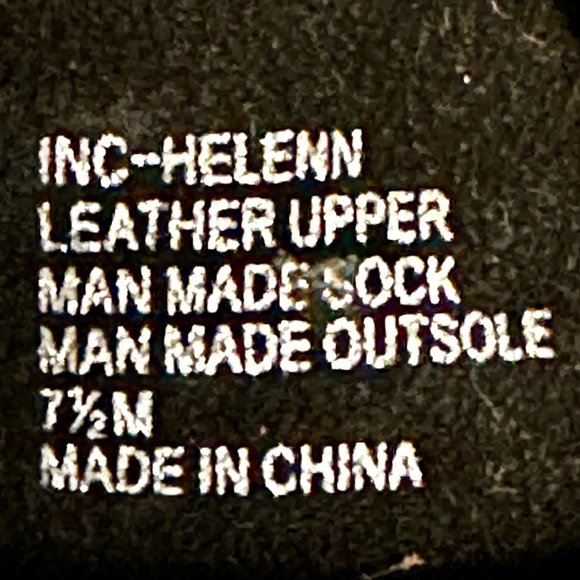 INC--HELENN
LEATHER UPPER
MAN MADE SOCK
MAN MADE OUTSOLE
7½M
MADE IN CHINA